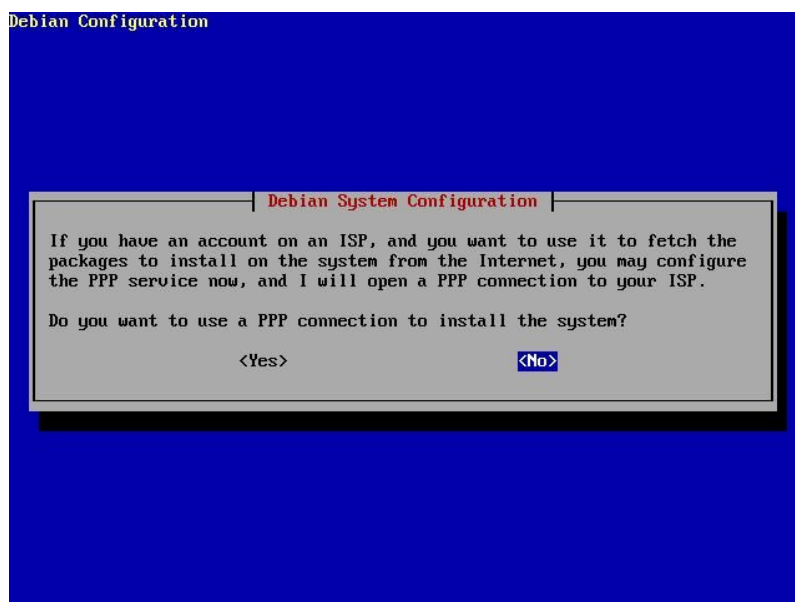 Debian Configuration
Debian System Configuration
If you have an account on an ISP, and you want to use it to fetch the
packages to install on the system from the Internet, you may configure
the PPP service now, and I will open a PPP connection to your ISP.
Do you want to use a PPP connection to install the system?
<Yes> <No>